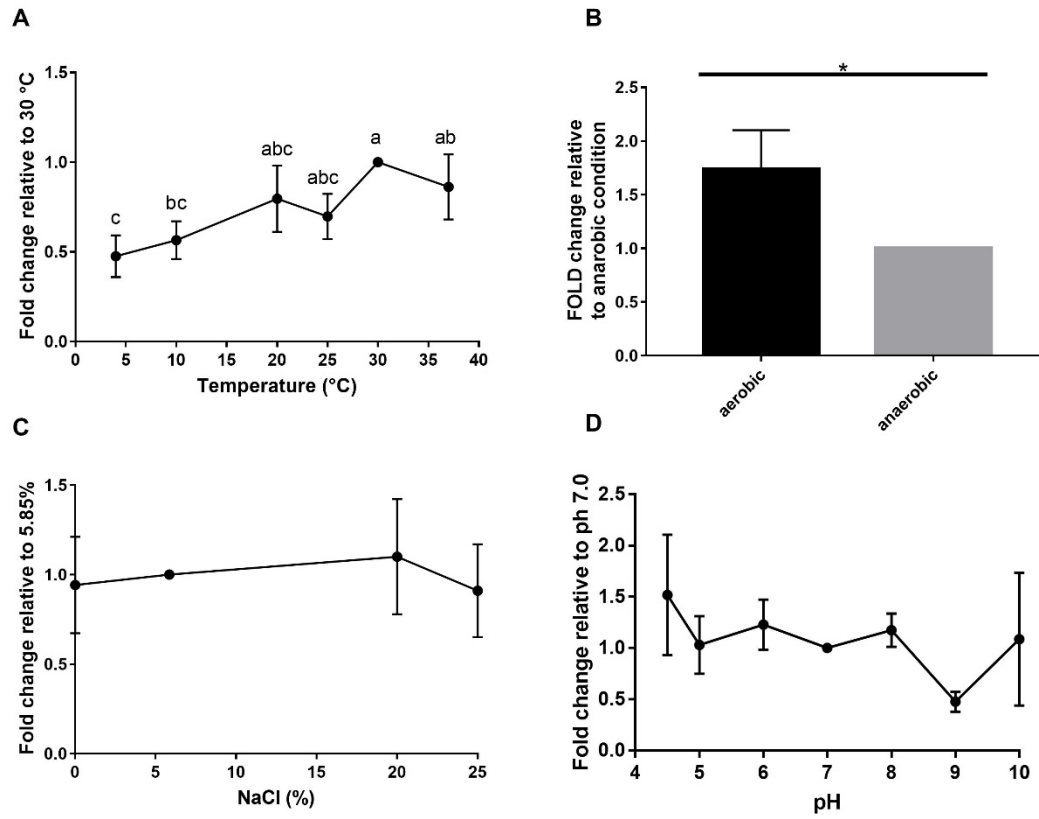 A
Fold change relative to 30 °C
1.5
1.0
0.5
0.0
c
bc
abc
abc
a
ab
0 5 10 15 20 25 30 35 40
Temperature (°C)
B
FOLD change relative
to anarobic condition
2.5
2.0
1.5
1.0
0.5
0.0
*
aerobic
anaerobic
C
Fold change relative to 5.85%
1.5
1.0
0.5
0.0
0 5 10 15 20 25
NaCl (%)
D
Fold change relative to ph 7.0
2.5
2.0
1.5
1.0
0.5
0.0
4 5 6 7 8 9 10
pH